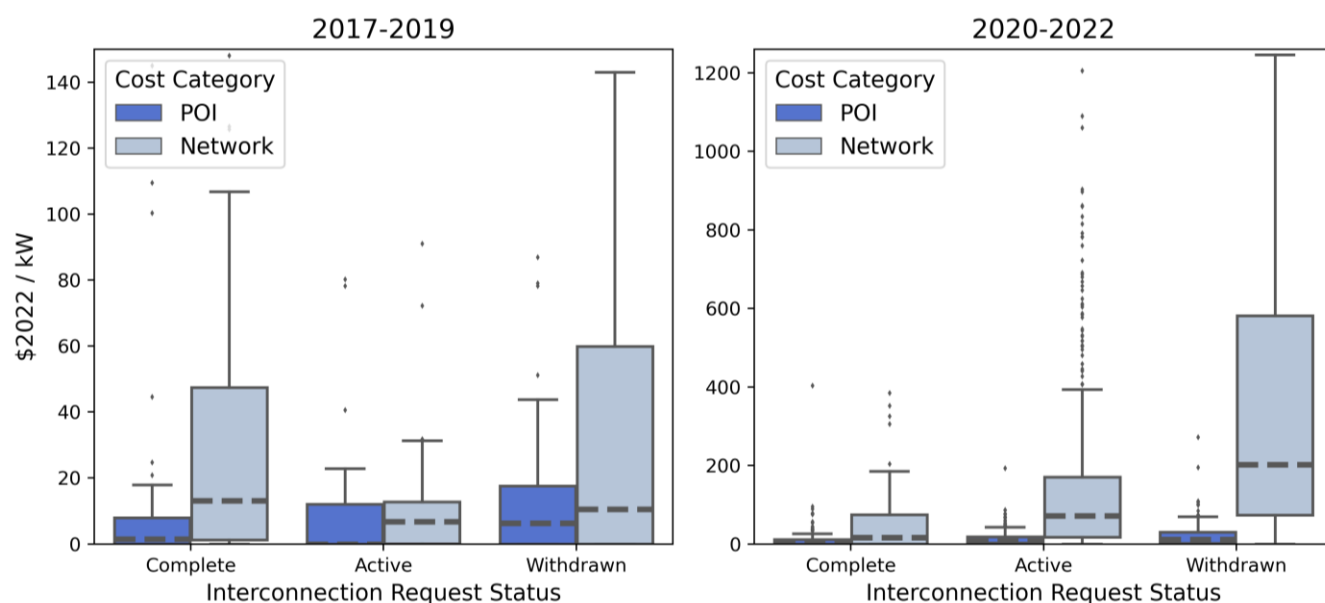 2017-2019
Cost Category
POI
Network
140
120
100
80
60
40
20
0
$2022 / kW
Complete
Active
Withdrawn
Interconnection Request Status
2020-2022
Cost Category
POI
Network
1200
1000
800
600
400
200
0
Complete
Active
Withdrawn
Interconnection Request Status